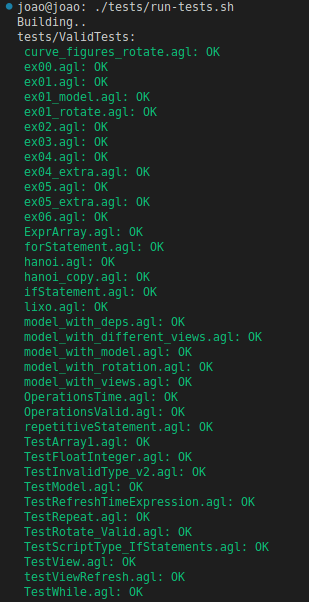 joao@joao: ./tests/run-tests.sh
Building..
tests/ValidTests:
curve_figures_rotate.agl: OK
ex00.agl: OK
ex01.agl: OK
ex01_model.agl: OK
ex01_rotate.agl: OK
ex02.agl: OK
ex03.agl: OK
ex04.agl: OK
ex04_extra.agl: OK
ex05.agl: OK
ex05_extra.agl: OK
ex06.agl: OK
ExprArray.agl: OK
forStatement.agl: OK
hanoi.agl: OK
hanoi_copy.agl: OK
ifStatement.agl: OK
lixo.agl: OK
model_with_deps.agl: OK
model_with_different_views.agl: OK
model_with_model.agl: OK
model_with_rotation.agl: OK
model_with_views.agl: OK
OperationsTime.agl: OK
OperationsValid.agl: OK
repetitiveStatement.agl: OK
TestArray1.agl: OK
TestFloatInteger.agl: OK
TestInvalidType_v2.agl: OK
TestModel.agl: OK
TestRefreshTimeExpression.agl: OK
TestRepeat.agl: OK
TestRotate_Valid.agl: OK
TestScriptType_IfStatements.agl: OK
TestView.agl: OK
testViewRefresh.agl: OK
TestWhile.agl: OK